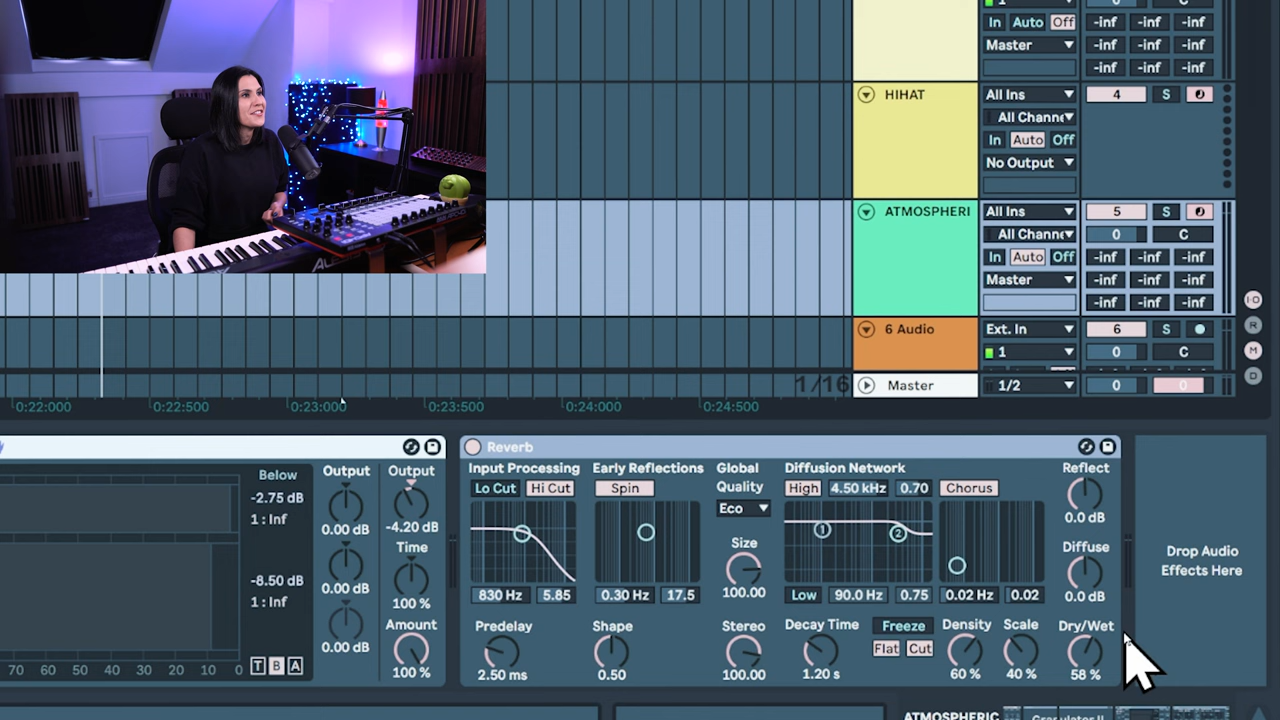 1 0 C
In Auto Off -inf -inf -inf
Master -inf -inf -inf
-inf -inf -inf
HIHAT All Ins 4 S
All Channe
In Auto Off
No Output
ATMOSPHERI All Ins 5 S
All Channe 0 C
In Auto Off -inf -inf -inf
Master -inf -inf -inf
-inf -inf -inf
I·O
R
M
D
6 Audio Ext. In 6 S
1 0 C
1/16 Master 1/2 0 0
0:22:000 0:22:500 0:23:000 0:23:500 0:24:000 0:24:500
Below
-2.75 dB
1 : Inf
-8.50 dB
1 : Inf
70 60 50 40 30 20 10 0 T B A
Output
0.00 dB
0.00 dB
0.00 dB
Output
-4.20 dB
Time
100 %
Amount
100 %
Reverb
Input Processing
Lo Cut Hi Cut
830 Hz 5.85
Predelay
2.50 ms
Early Reflections
Spin
0.30 Hz 17.5
Shape
0.50
Global
Quality
Eco
Size
100.00
Stereo
100.00
Diffusion Network
High 4.50 kHz 0.70 Chorus
1 2
Low 90.0 Hz 0.75 0.02 Hz 0.02
Decay Time
1.20 s
Freeze
Flat Cut
Density
60 %
Scale
40 %
Reflect
0.0 dB
Diffuse
0.0 dB
Dry/Wet
58 %
Drop Audio
Effects Here
ATMOSPHERIC